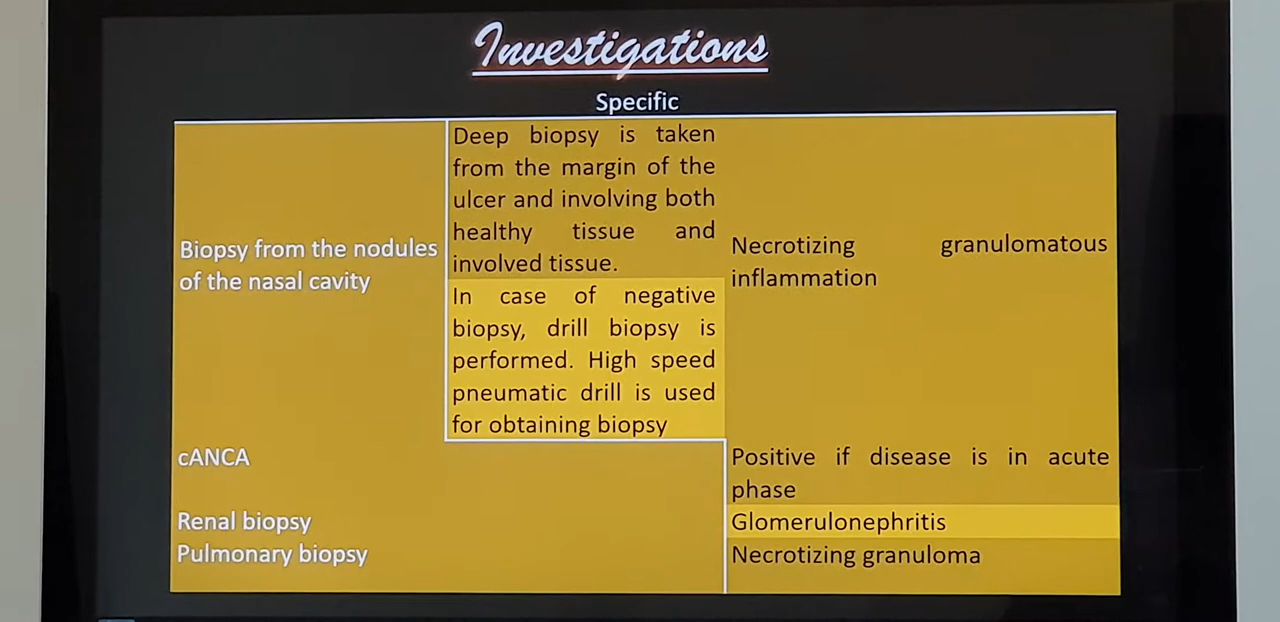 Investigations
Specific
Biopsy from the nodules
of the nasal cavity
Deep biopsy is taken
from the margin of the
ulcer and involving both
healthy tissue and
involved tissue.
In case of negative
biopsy, drill biopsy is
performed. High speed
pneumatic drill is used
for obtaining biopsy
Necrotizing granulomatous
inflammation
cANCA
Positive if disease is in acute
phase
Renal biopsy
Glomerulonephritis
Pulmonary biopsy
Necrotizing granuloma